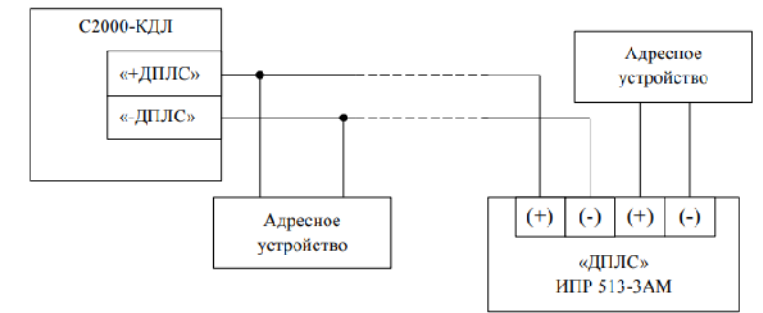 С2000-КДЛ
«+ДПЛС»
«-ДПЛС»
Адресное
устройство
Адресное
устройство
(+) (-) (+) (-)
«ДПЛС»
ИПР 513-3АМ